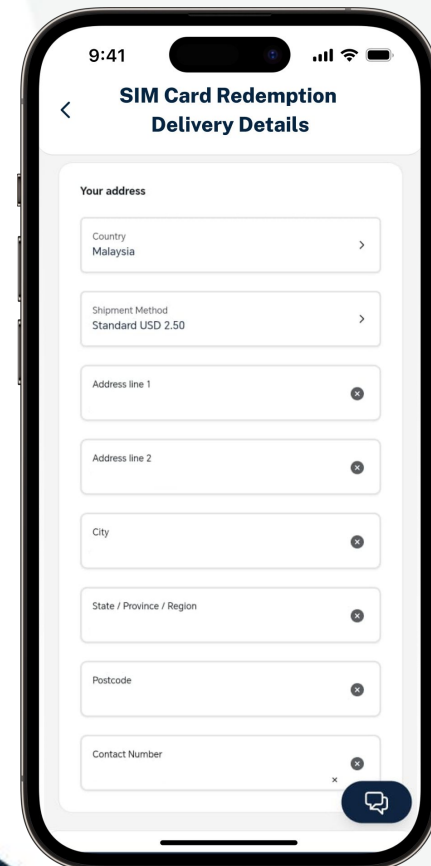 9:41
SIM Card Redemption
Delivery Details
Your address
Country
Malaysia
Shipment Method
Standard USD 2.50
Address line 1
Address line 2
City
State / Province / Region
Postcode
Contact Number